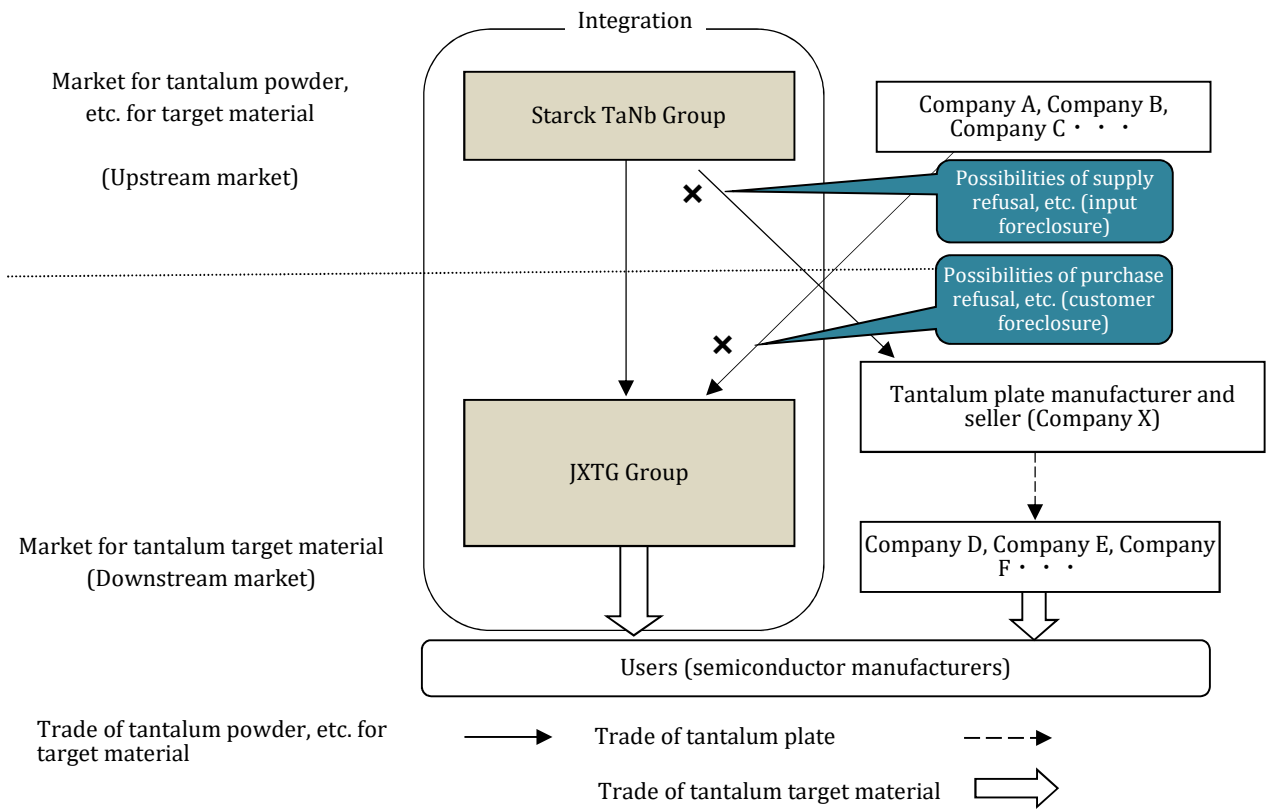 Integration
Market for tantalum powder,
etc. for target material
(Upstream market)
Starck TaNb Group
Company A, Company B,
Company C・・・
Possibilities of supply
refusal, etc. (input
foreclosure)
Possibilities of purchase
refusal, etc. (customer
foreclosure)
Tantalum plate manufacturer and
seller (Company X)
JXTG Group
Market for tantalum target material
(Downstream market)
Company D, Company E, Company
F・・・
Users (semiconductor manufacturers)
Trade of tantalum powder, etc. for
target material
Trade of tantalum plate
Trade of tantalum target material